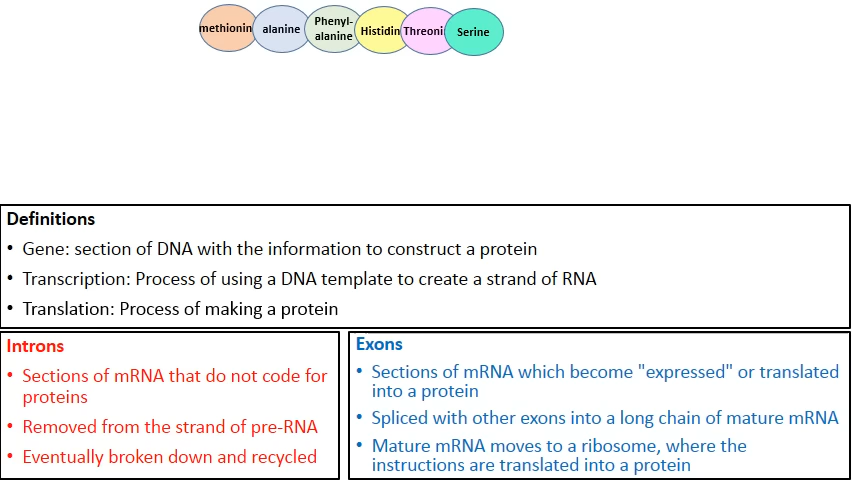 methionin
alanine
Phenyl-
alanine
Histidin
Threoni
Serine
Definitions
• Gene: section of DNA with the information to construct a protein
• Transcription: Process of using a DNA template to create a strand of RNA
• Translation: Process of making a protein
Introns
• Sections of mRNA that do not code for
proteins
• Removed from the strand of pre-RNA
• Eventually broken down and recycled
Exons
• Sections of mRNA which become "expressed" or translated
into a protein
• Spliced with other exons into a long chain of mature mRNA
• Mature mRNA moves to a ribosome, where the
instructions are translated into a protein